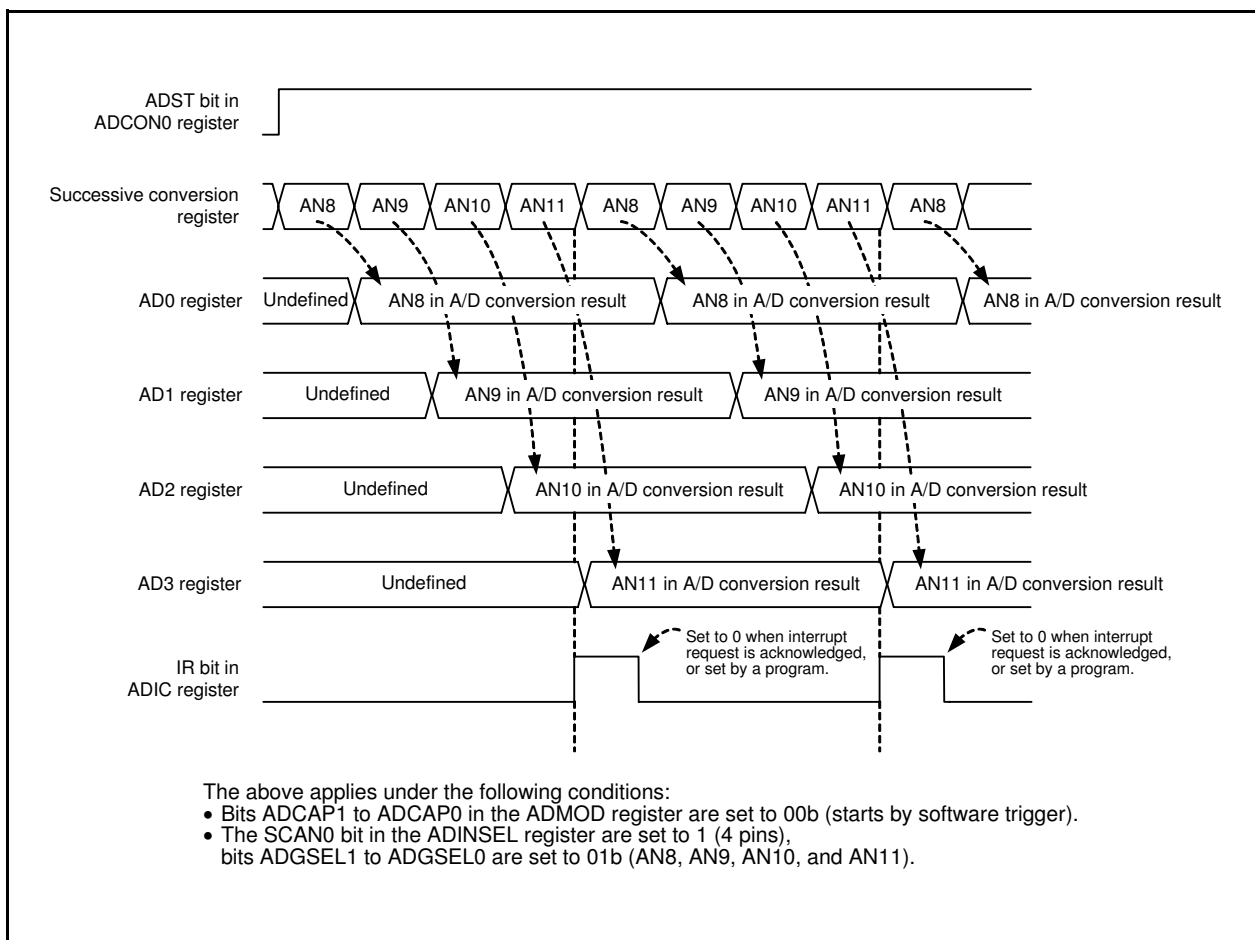 ADST bit in
ADCON0 register
Successive conversion
register
AN8 AN9 AN10 AN11 AN8 AN9 AN10 AN11 AN8
AD0 register
Undefined AN8 in A/D conversion result AN8 in A/D conversion result AN8 in A/D conversion result
AD1 register
Undefined AN9 in A/D conversion result AN9 in A/D conversion result
AD2 register
Undefined AN10 in A/D conversion result AN10 in A/D conversion result
AD3 register
Undefined AN11 in A/D conversion result AN11 in A/D conversion result
IR bit in
ADIC register
Set to 0 when interrupt
request is acknowledged,
or set by a program.
Set to 0 when interrupt
request is acknowledged,
or set by a program.
The above applies under the following conditions:
• Bits ADCAP1 to ADCAP0 in the ADMOD register are set to 00b (starts by software trigger).
• The SCAN0 bit in the ADINSEL register are set to 1 (4 pins),
bits ADGSEL1 to ADGSEL0 are set to 01b (AN8, AN9, AN10, and AN11).